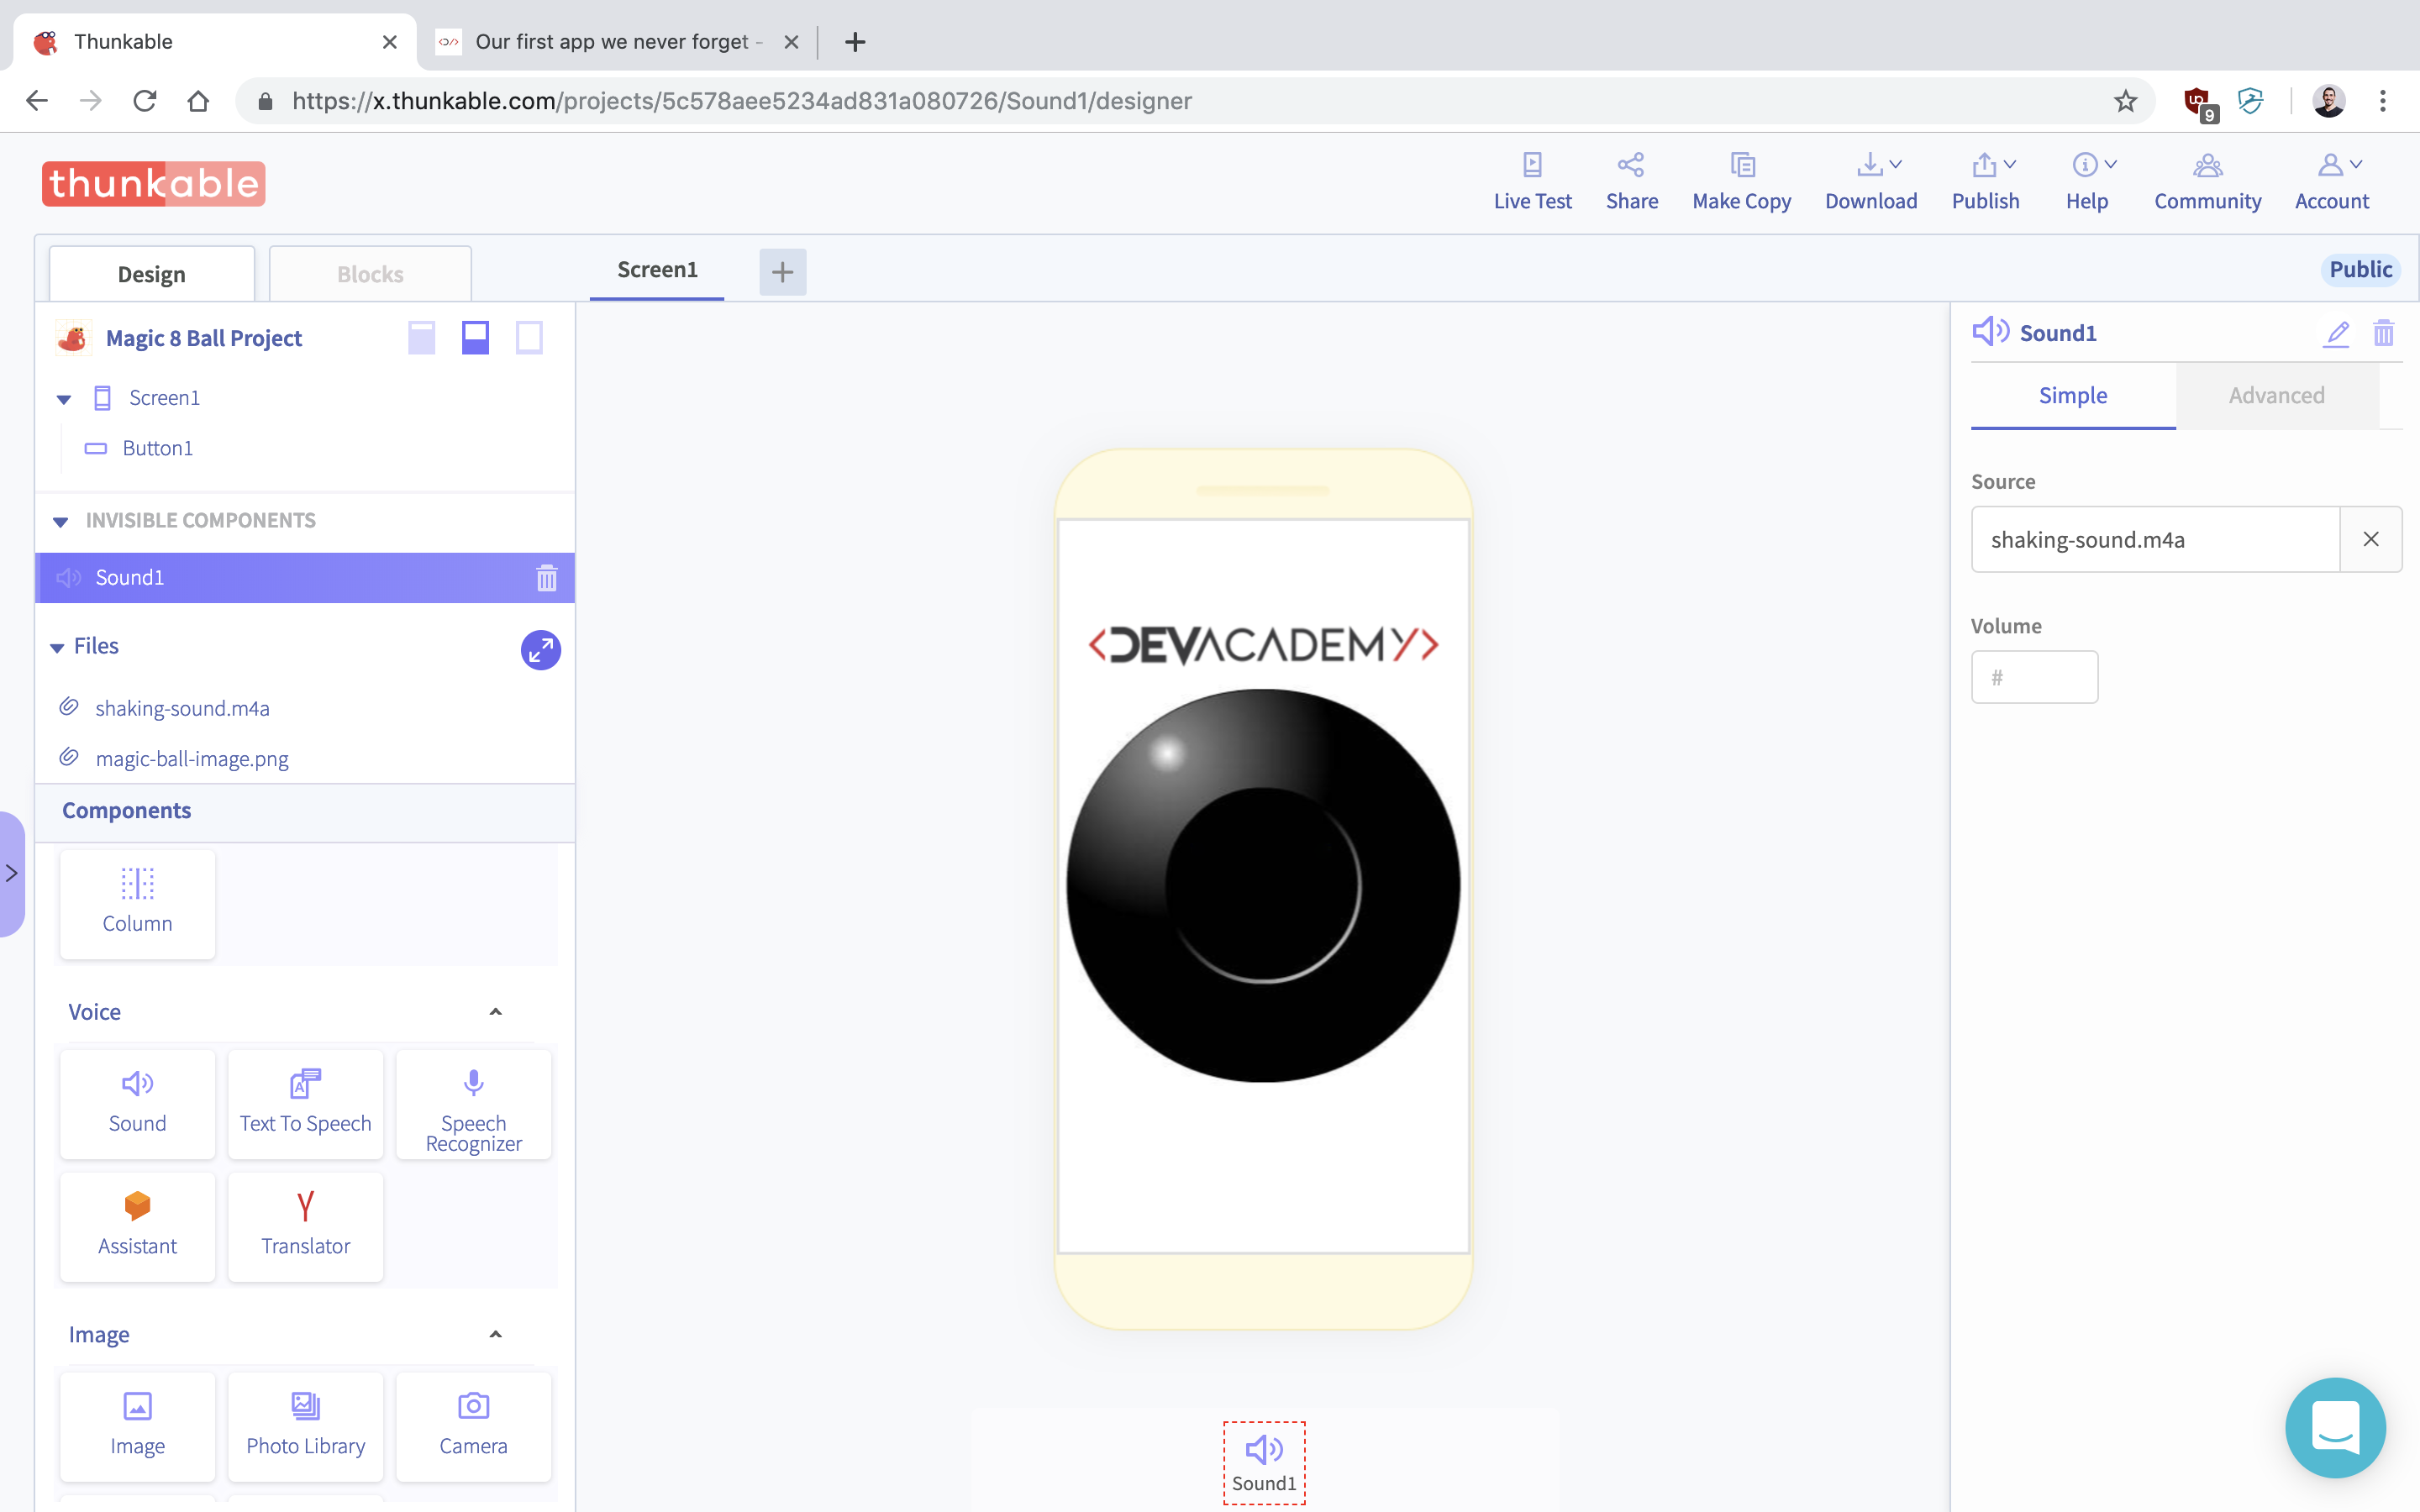 Thunkable
Our first app we never forget -
https://x.thunkable.com/projects/5c578aee5234ad831a080726/Sound1/designer
9
thunkable
Live Test
Share
Make Copy
Download
Publish
Help
Community
Account
Design
Blocks
Screen1
Public
Magic 8 Ball Project
Screen1
Button1
INVISIBLE COMPONENTS
Sound1
Files
shaking-sound.m4a
magic-ball-image.png
Components
Column
Voice
Sound
Text To Speech
Speech
Recognizer
Assistant
Translator
Image
Image
Photo Library
Camera
<DEVACADEMY>
Sound1
Sound1
Simple
Advanced
Source
shaking-sound.m4a
Volume
#